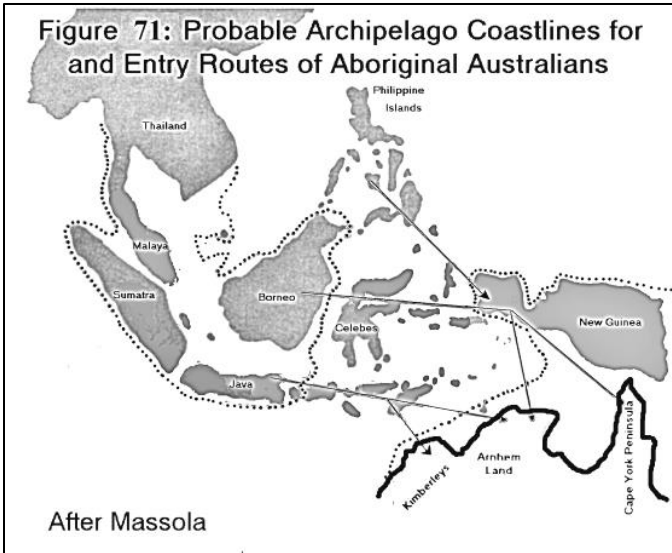 Figure 71: Probable Archipelago Coastlines for
and Entry Routes of Aboriginal Australians
Philippine
Islands
Thailand
Malaya
Sumatra
Borneo
Celebes
New Guinea
Java
Kimberleys
Arnhem
Land
Cape York Peninsula
After Massola